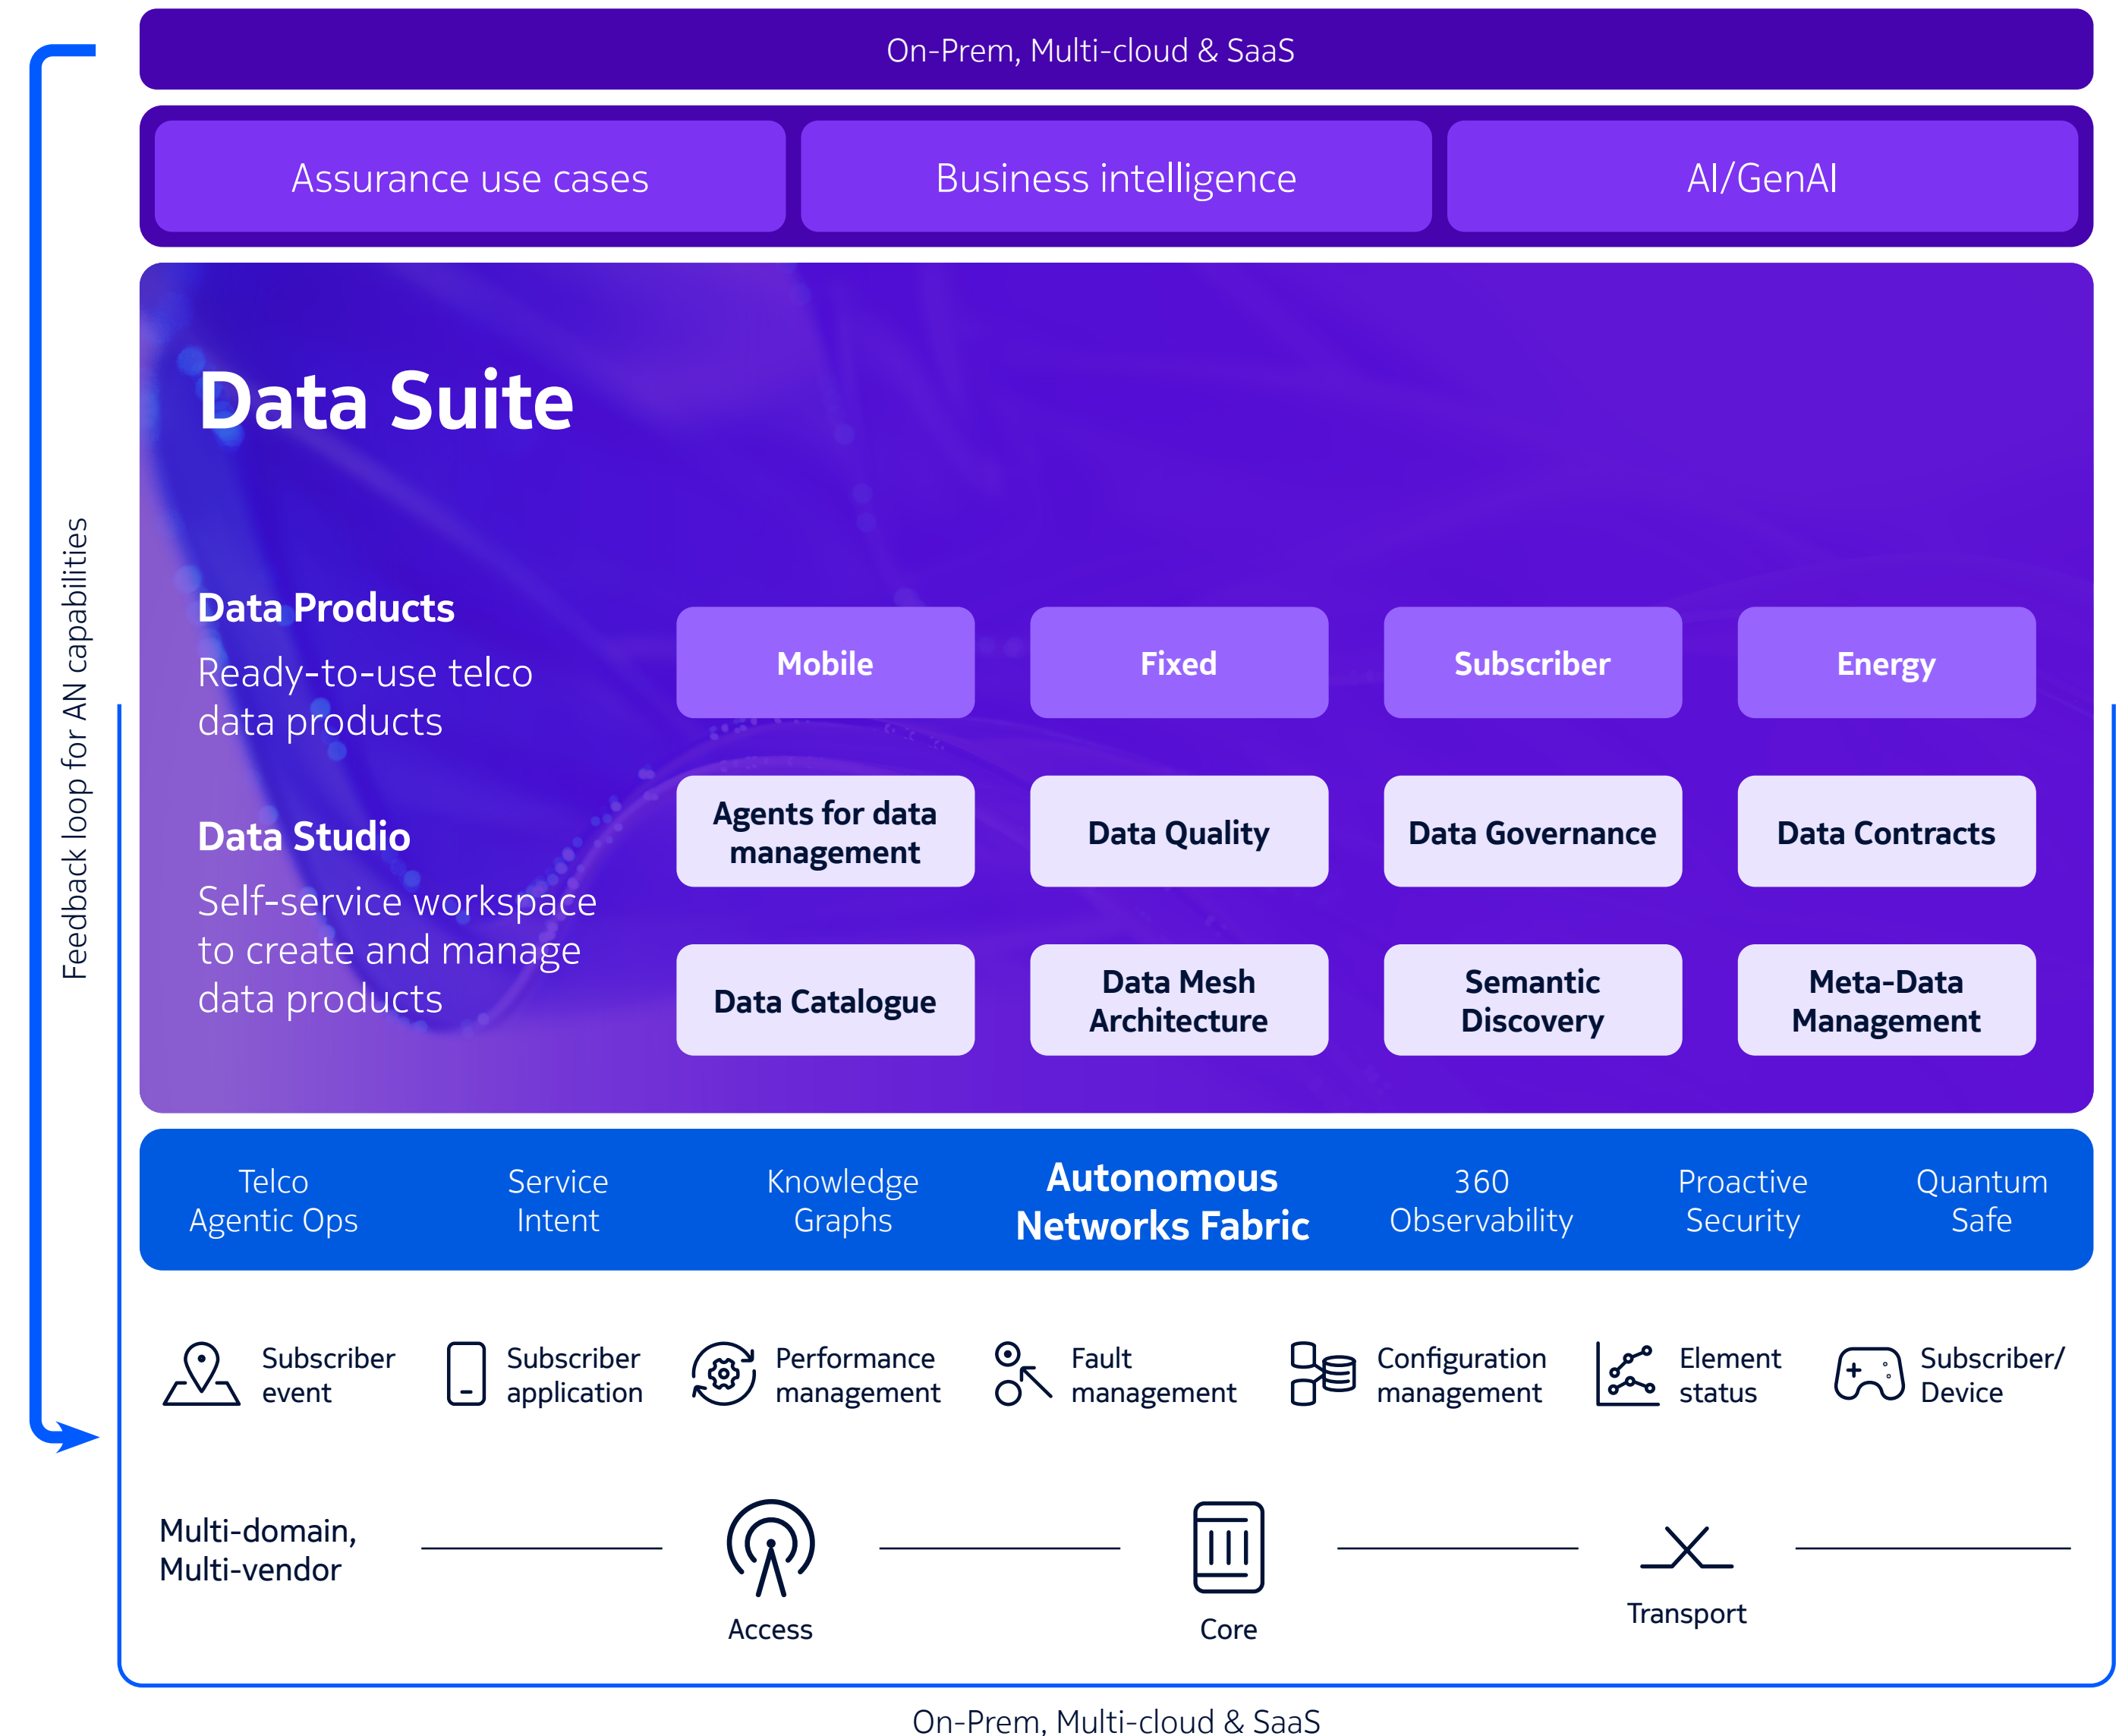 On-Prem, Multi-cloud & SaaS
Assurance use cases
Business intelligence
AI/GenAI
Feedback loop for AN capabilities
Data Suite
Data Products
Ready-to-use telco
data products
Mobile
Fixed
Subscriber
Energy
Data Studio
Self-service workspace
to create and manage
data products
Agents for data
management
Data Quality
Data Governance
Data Contracts
Data Catalogue
Data Mesh
Architecture
Semantic
Discovery
Meta-Data
Management
Telco
Agentic Ops
Service
Intent
Knowledge
Graphs
Autonomous
Networks Fabric
360
Observability
Proactive
Security
Quantum
Safe
Subscriber
event
Subscriber
application
Performance
management
Fault
management
Configuration
management
Element
status
Subscriber/
Device
Multi-domain,
Multi-vendor
Access
Core
Transport
On-Prem, Multi-cloud & SaaS